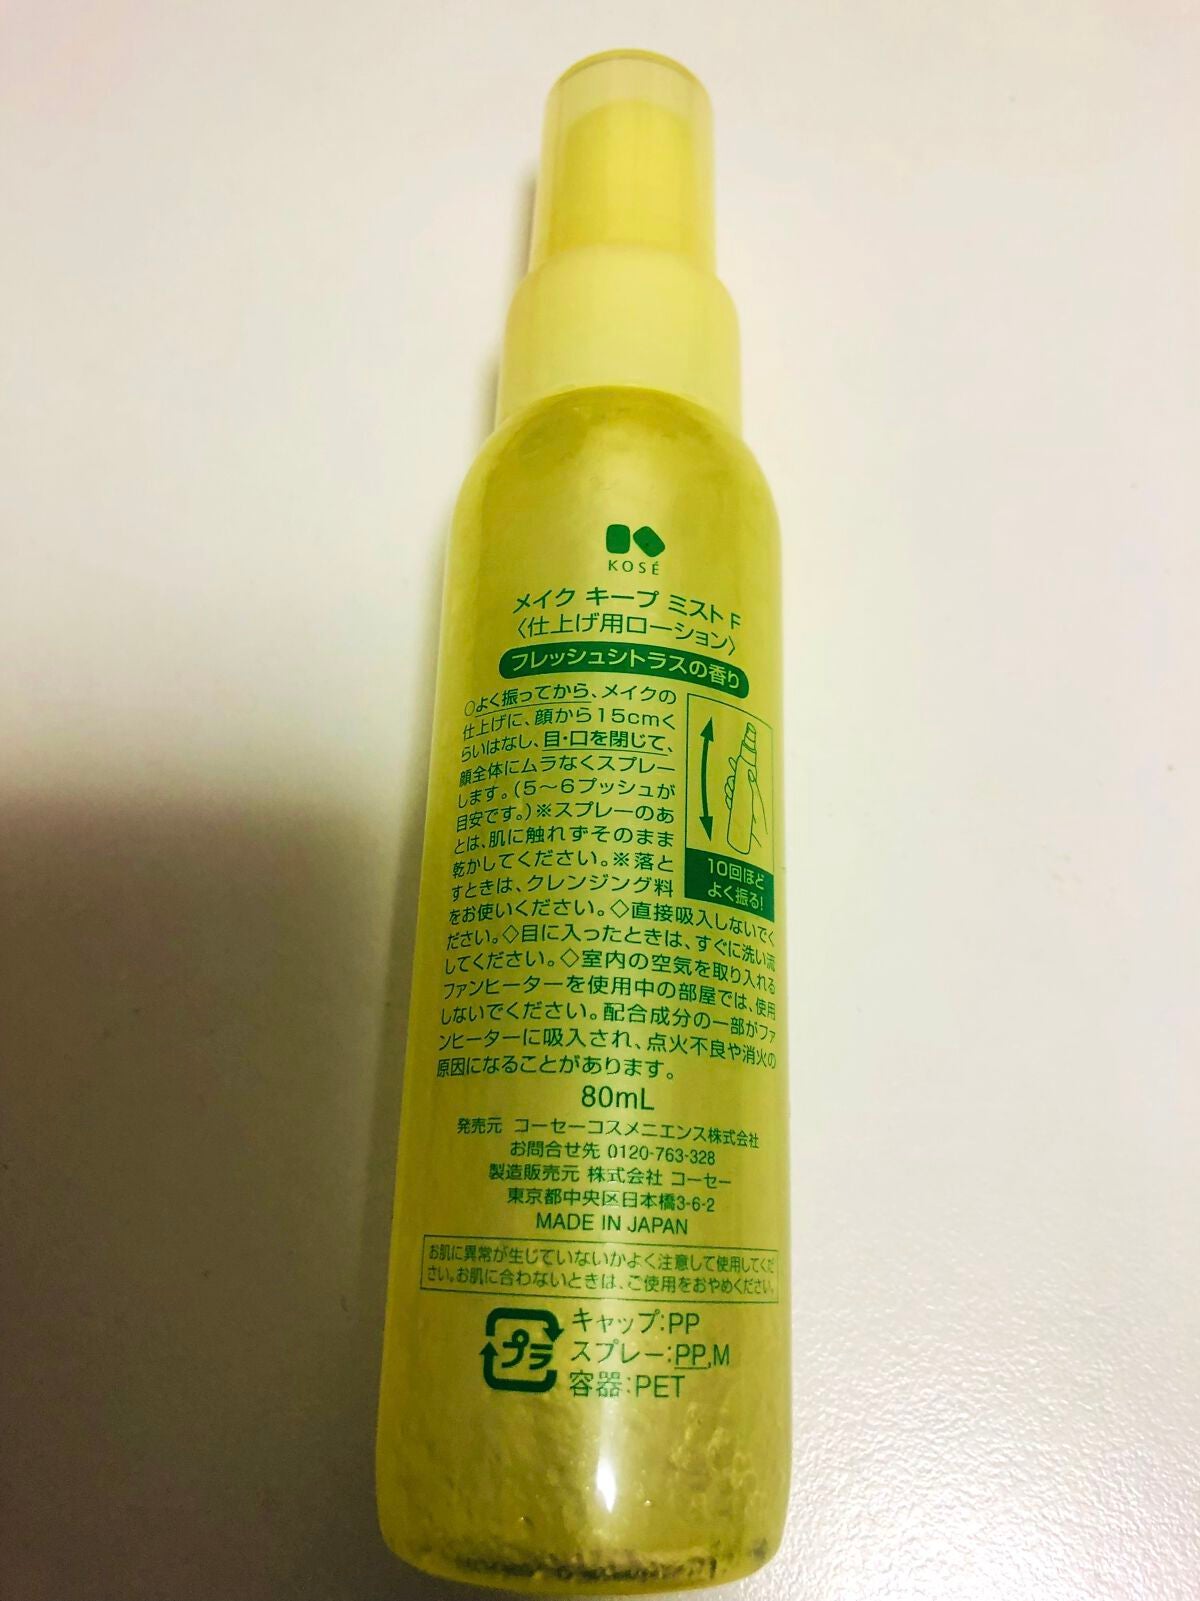 KOSÉ
メイク キープ ミスト F
〈仕上げ用ローション〉
フレッシュシトラスの香り
○よく振ってから、メイクの
仕上げに、顔から15cmく
らいはなし、目・口を閉じて、
顔全体にムラなくスプレー
します。(5〜6プッシュが
目安です。)※スプレーのあ
とは、肌に触れずそのまま
乾かしてください。※落と
すときは、クレンジング料
をお使いください。◇直接吸入しないでく
ださい。◇目に入ったときは、すぐに洗い流
してください。◇室内の空気を取り入れる
ファンヒーターを使用中の部屋では、使用
しないでください。配合成分の一部がファ
ンヒーターに吸入され、点火不良や消火の
原因になることがあります。
10回ほど
よく振る!
80mL
発売元 コーセーコスメニエンス株式会社
お問合せ先 0120-763-328
製造販売元 株式会社 コーセー
東京都中央区日本橋3-6-2
MADE IN JAPAN
お肌に異常が生じていないかよく注意して使用してくだ
さい。お肌に合わないときは、ご使用をおやめください。
プラ
キャップ:PP
スプレー:PP,M
容器:PET